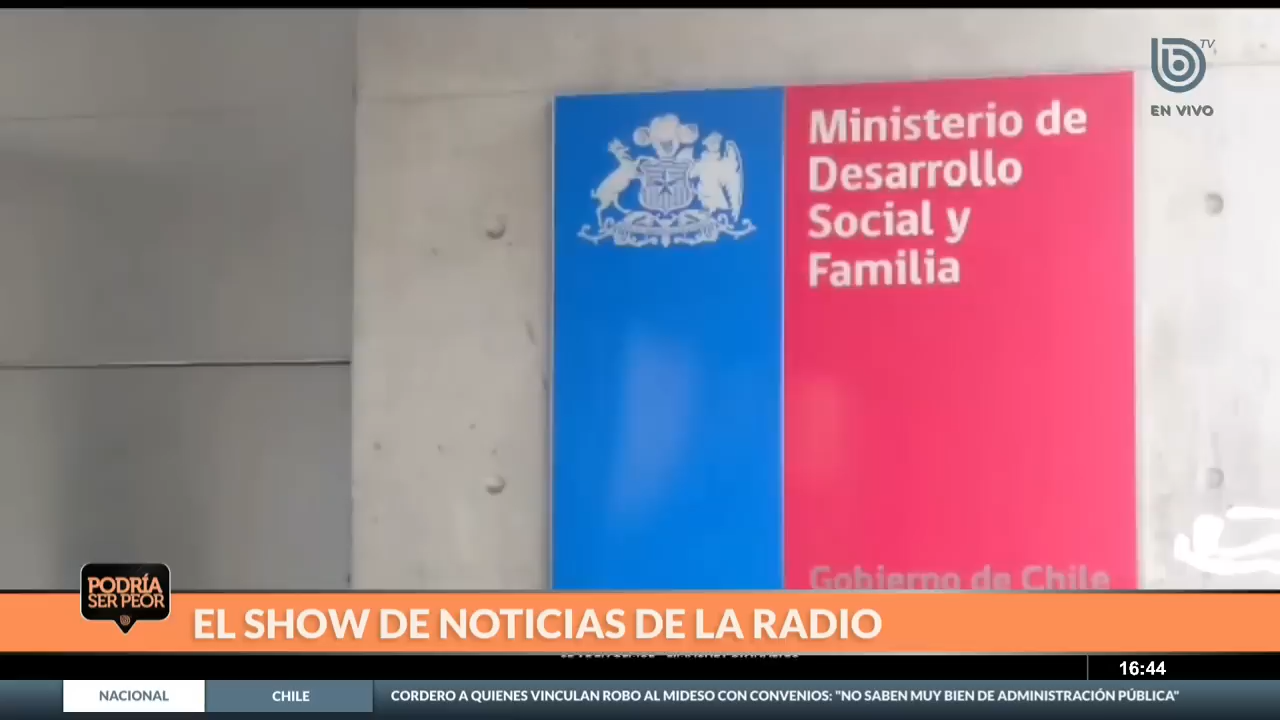 TV
EN VIVO
Ministerio de
Desarrollo
Social y
Familia
Gobierno de Chile
PODRÍA
SER PEOR
EL SHOW DE NOTICIAS DE LA RADIO
16:44
NACIONAL
CHILE
CORDERO A QUIENES VINCULAN ROBO AL MIDESO CON CONVENIOS: "NO SABEN MUY BIEN DE ADMINISTRACIÓN PÚBLICA"